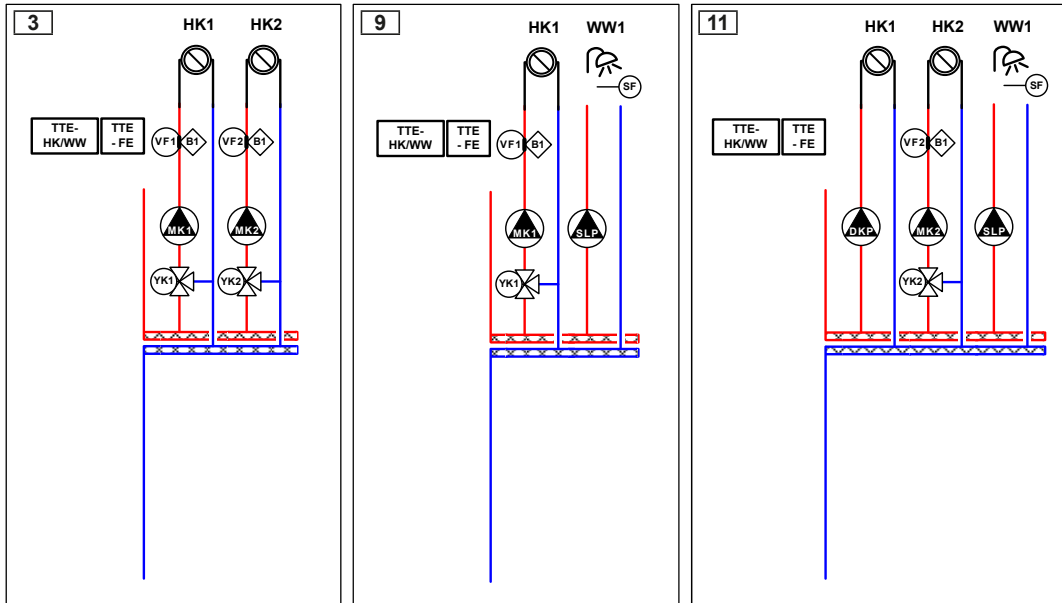 3
HK1 HK2
TTE-
HK/WW
TTE
- FE
VF1 B1 VF2 B1
MK1 MK2
YK1 YK2
9
HK1 WW1
SF
TTE-
HK/WW
TTE
- FE
VF1 B1
MK1 SLP
YK1
11
HK1 HK2 WW1
SF
TTE-
HK/WW
TTE
- FE
VF2 B1
DKP MK2 SLP
YK2